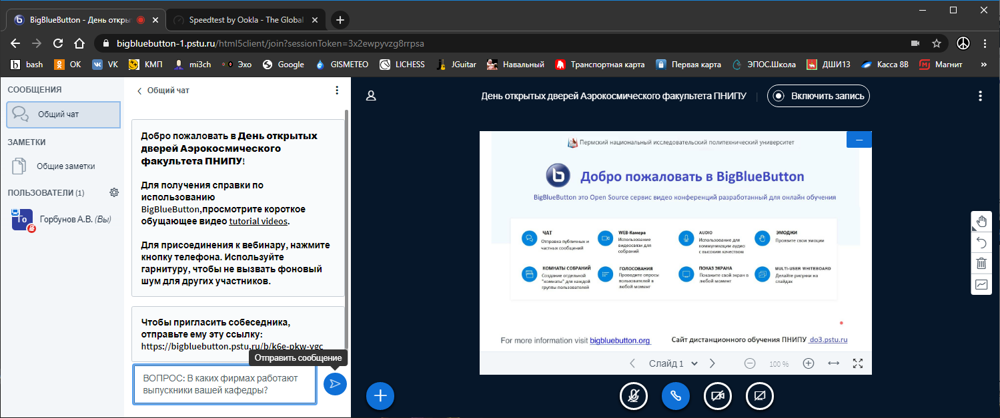 BigBlueButton - День откры
Speedtest by Ookla - The Global
bigbluebutton-1.pstu.ru/html5client/join?sessionToken=3x2ewpyvzg8rrpsa
bash OK VK КМП mi3ch Эхо Google GISMETEO LICHESS JGuitar Навальный Транспортная карта Первая карта ЭПОС.Школа ДШИ13 Касса 8В Магнит »
СООБЩЕНИЯ
Общий чат
ЗАМЕТКИ
Общие заметки
ПОЛЬЗОВАТЕЛИ (1)
Го
Горбунов А.В. (Вы)
Общий чат
Добро пожаловать в День открытых
дверей Аэрокосмического
факультета ПНИПУ!
Для получения справки по
использованию
BigBlueButton,просмотрите короткое
обущающее видео tutorial videos.
Для присоединения к вебинару, нажмите
кнопку телефона. Используйте
гарнитуру, чтобы не вызвать фоновый
шум для других участников.
Чтобы пригласить собеседника,
отправьте ему эту ссылку:
https://bigbluebutton.pstu.ru/b/k6e-pkw-vgc
Отправить сообщение
ВОПРОС: В каких фирмах работают
выпускники вашей кафедры?
День открытых дверей Аэрокосмического факультета ПНИПУ
Включить запись
Пермский национальный исследовательский политехнический университет
b Добро пожаловать в BigBlueButton
BigBlueButton это Open Source сервис видео конференций разработанный для онлайн обучения
ЧАТ
Отправка публичных и
частных сообщений
WEB-Камера
Использование
видеосвязи для
собраний
AUDIO
Использование для
коммуникации аудио
с высоким качеством
ЭМОДЖИ
Проявите свои эмоции
КОМНАТЫ СОБРАНИЙ
Создание отдельной
"комнаты" для каждой
группы пользователей
ГОЛОСОВАНИЯ
Проводите опросы
пользователей в
любой момент
ПОКАЗ ЭКРАНА
Покажите свой экран в
любой момент
MULTI-USER WHITEBOARD
Делайте рисунки на
слайдах
For more information visit bigbluebutton.org
Сайт дистанционного обучения ПНИПУ do3.pstu.ru
Слайд 1
100 %